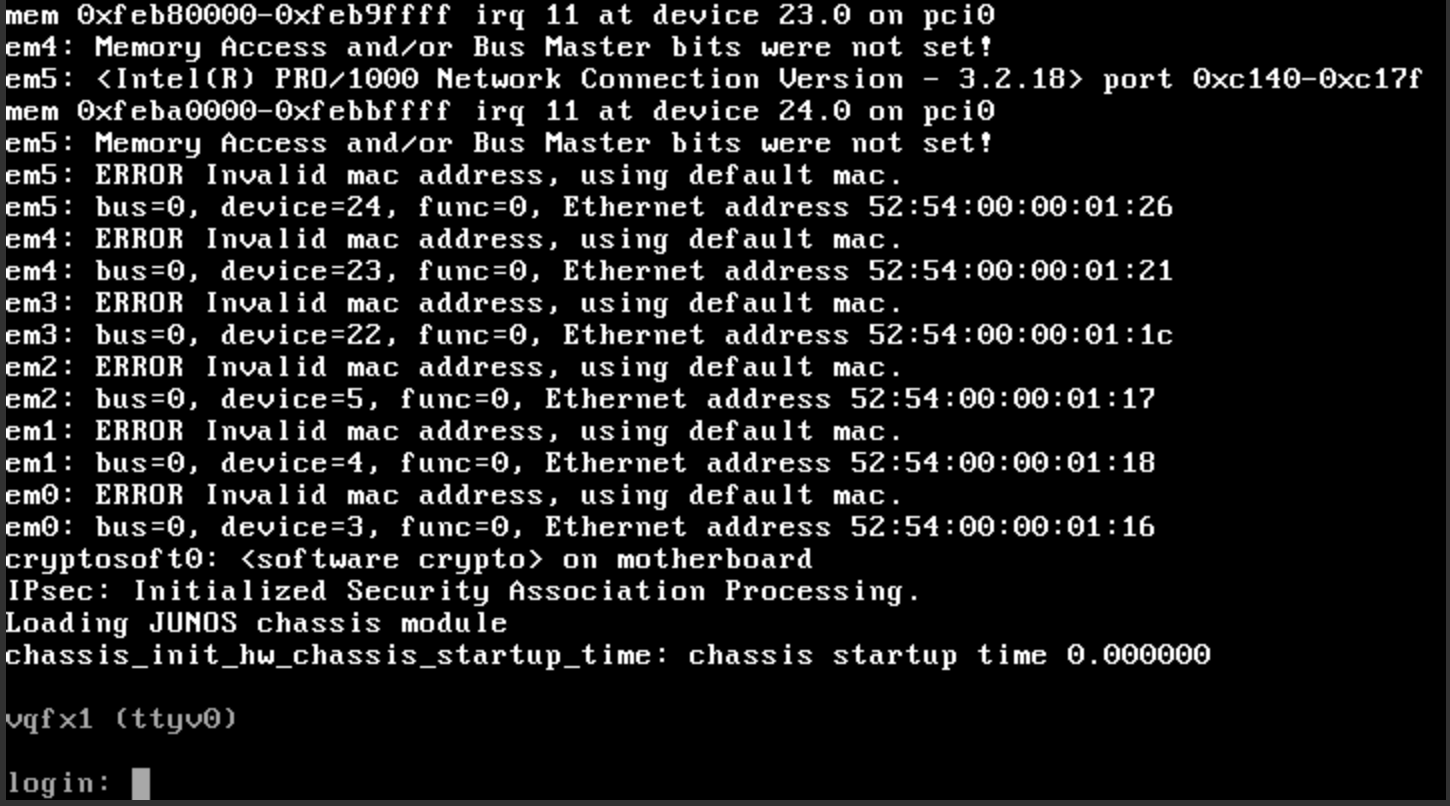 mem 0xfeb80000-0xfeb9ffff irq 11 at device 23.0 on pci0
em4: Memory Access and/or Bus Master bits were not set!
em5: <Intel(R) PRO/1000 Network Connection Version - 3.2.18> port 0xc140-0xc17f
mem 0xfeba0000-0xfebbffff irq 11 at device 24.0 on pci0
em5: Memory Access and/or Bus Master bits were not set!
em5: ERROR Invalid mac address, using default mac.
em5: bus=0, device=24, func=0, Ethernet address 52:54:00:00:01:26
em4: ERROR Invalid mac address, using default mac.
em4: bus=0, device=23, func=0, Ethernet address 52:54:00:00:01:21
em3: ERROR Invalid mac address, using default mac.
em3: bus=0, device=22, func=0, Ethernet address 52:54:00:00:01:1c
em2: ERROR Invalid mac address, using default mac.
em2: bus=0, device=5, func=0, Ethernet address 52:54:00:00:01:17
em1: ERROR Invalid mac address, using default mac.
em1: bus=0, device=4, func=0, Ethernet address 52:54:00:00:01:18
em0: ERROR Invalid mac address, using default mac.
em0: bus=0, device=3, func=0, Ethernet address 52:54:00:00:01:16
cryptosoft0: <software crypto> on motherboard
IPsec: Initialized Security Association Processing.
Loading JUNOS chassis module
chassis_init_hw_chassis_startup_time: chassis startup time 0.000000
vqfx1 (ttyv0)
login: